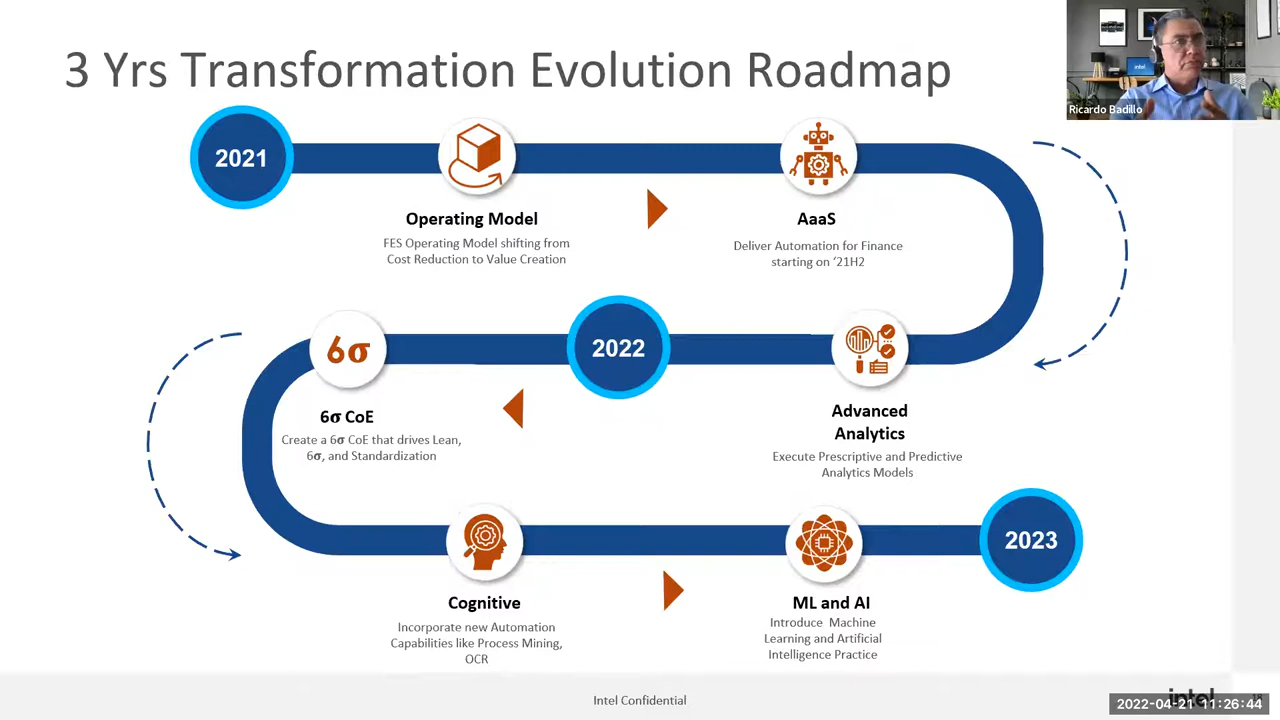 3 Yrs Transformation Evolution Roadmap
intel
Ricardo Badillo
2021
Operating Model
FES Operating Model shifting from
Cost Reduction to Value Creation
AaaS
Deliver Automation for Finance
starting on ‘21H2
6σ
2022
6σ CoE
Create a 6σ CoE that drives Lean,
6σ, and Standardization
Advanced
Analytics
Execute Prescriptive and Predictive
Analytics Models
2023
Cognitive
Incorporate new Automation
Capabilities like Process Mining,
OCR
ML and AI
Introduce Machine
Learning and Artificial
Intelligence Practice
Intel Confidential
intel
2022-04-21 11:26:44